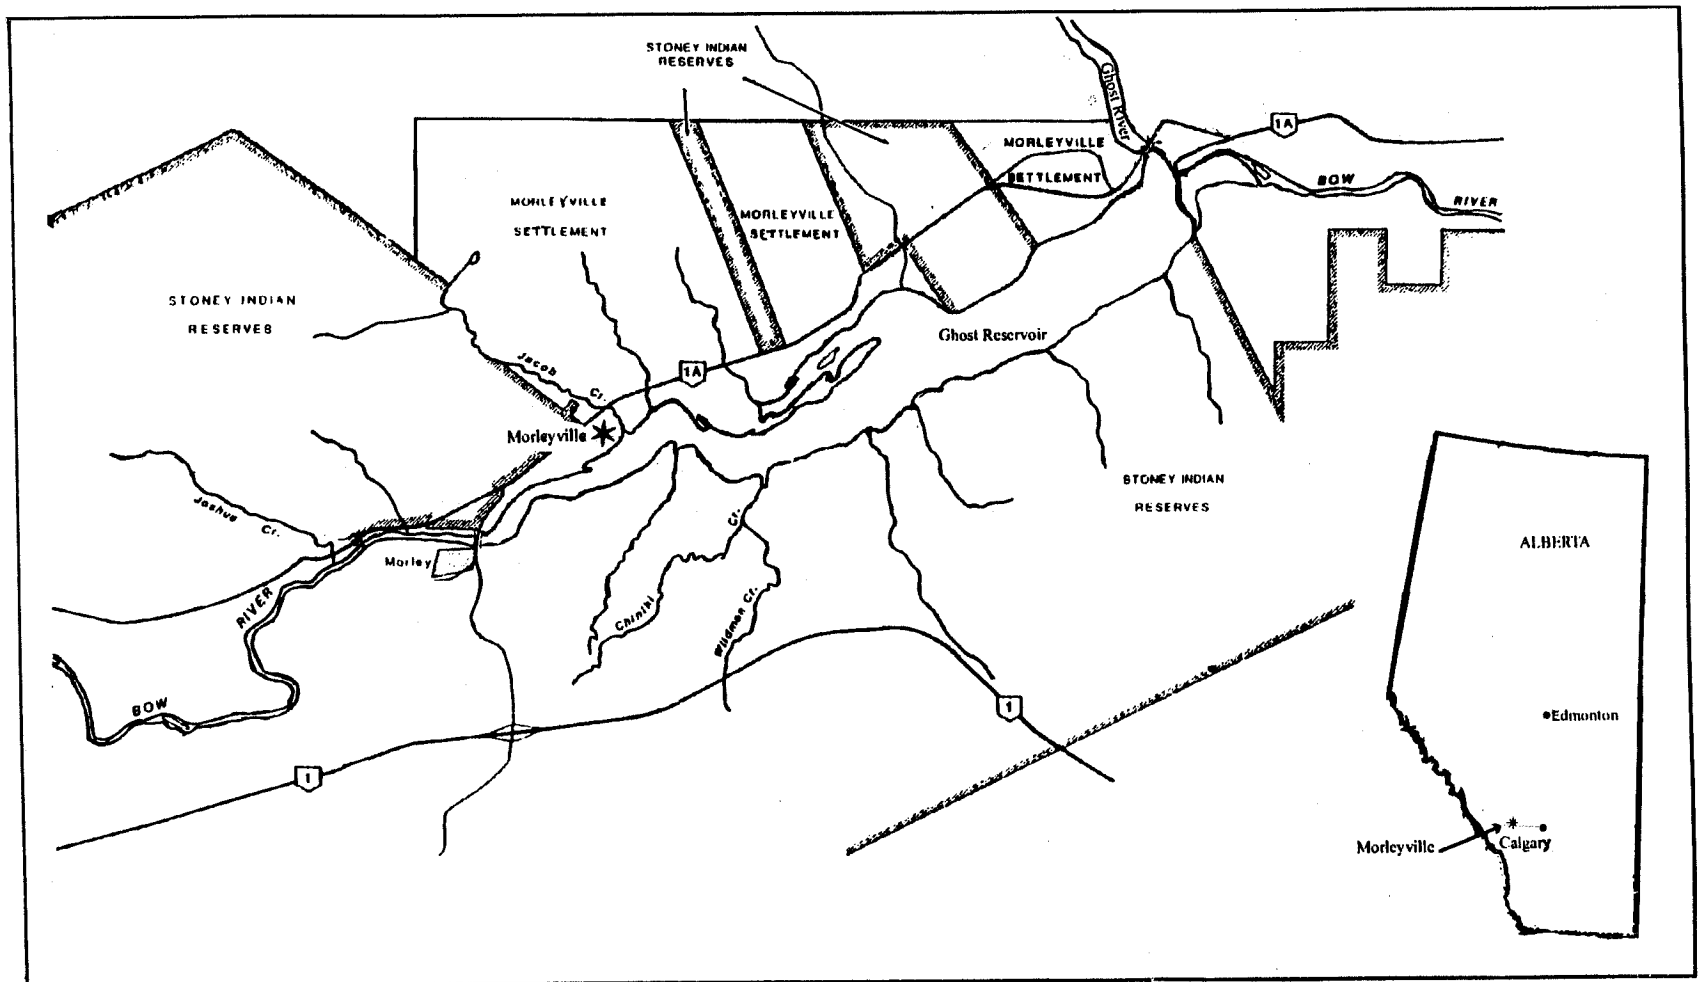 STONEY INDIAN
RESERVES
Ghost River
1A
MORLEYVILLE
SETTLEMENT
BOW
RIVER
MORLEYVILLE
SETTLEMENT
MORLEYVILLE
SETTLEMENT
STONEY INDIAN
RESERVES
Ghost Reservoir
Jacob
Cr.
1A
Morleyville
STONEY INDIAN
RESERVES
Joshua
Cr.
Cr.
Chiniki
Wildman Cr.
Morley
RIVER
BOW
1
1
ALBERTA
Edmonton
Morleyville
Calgary